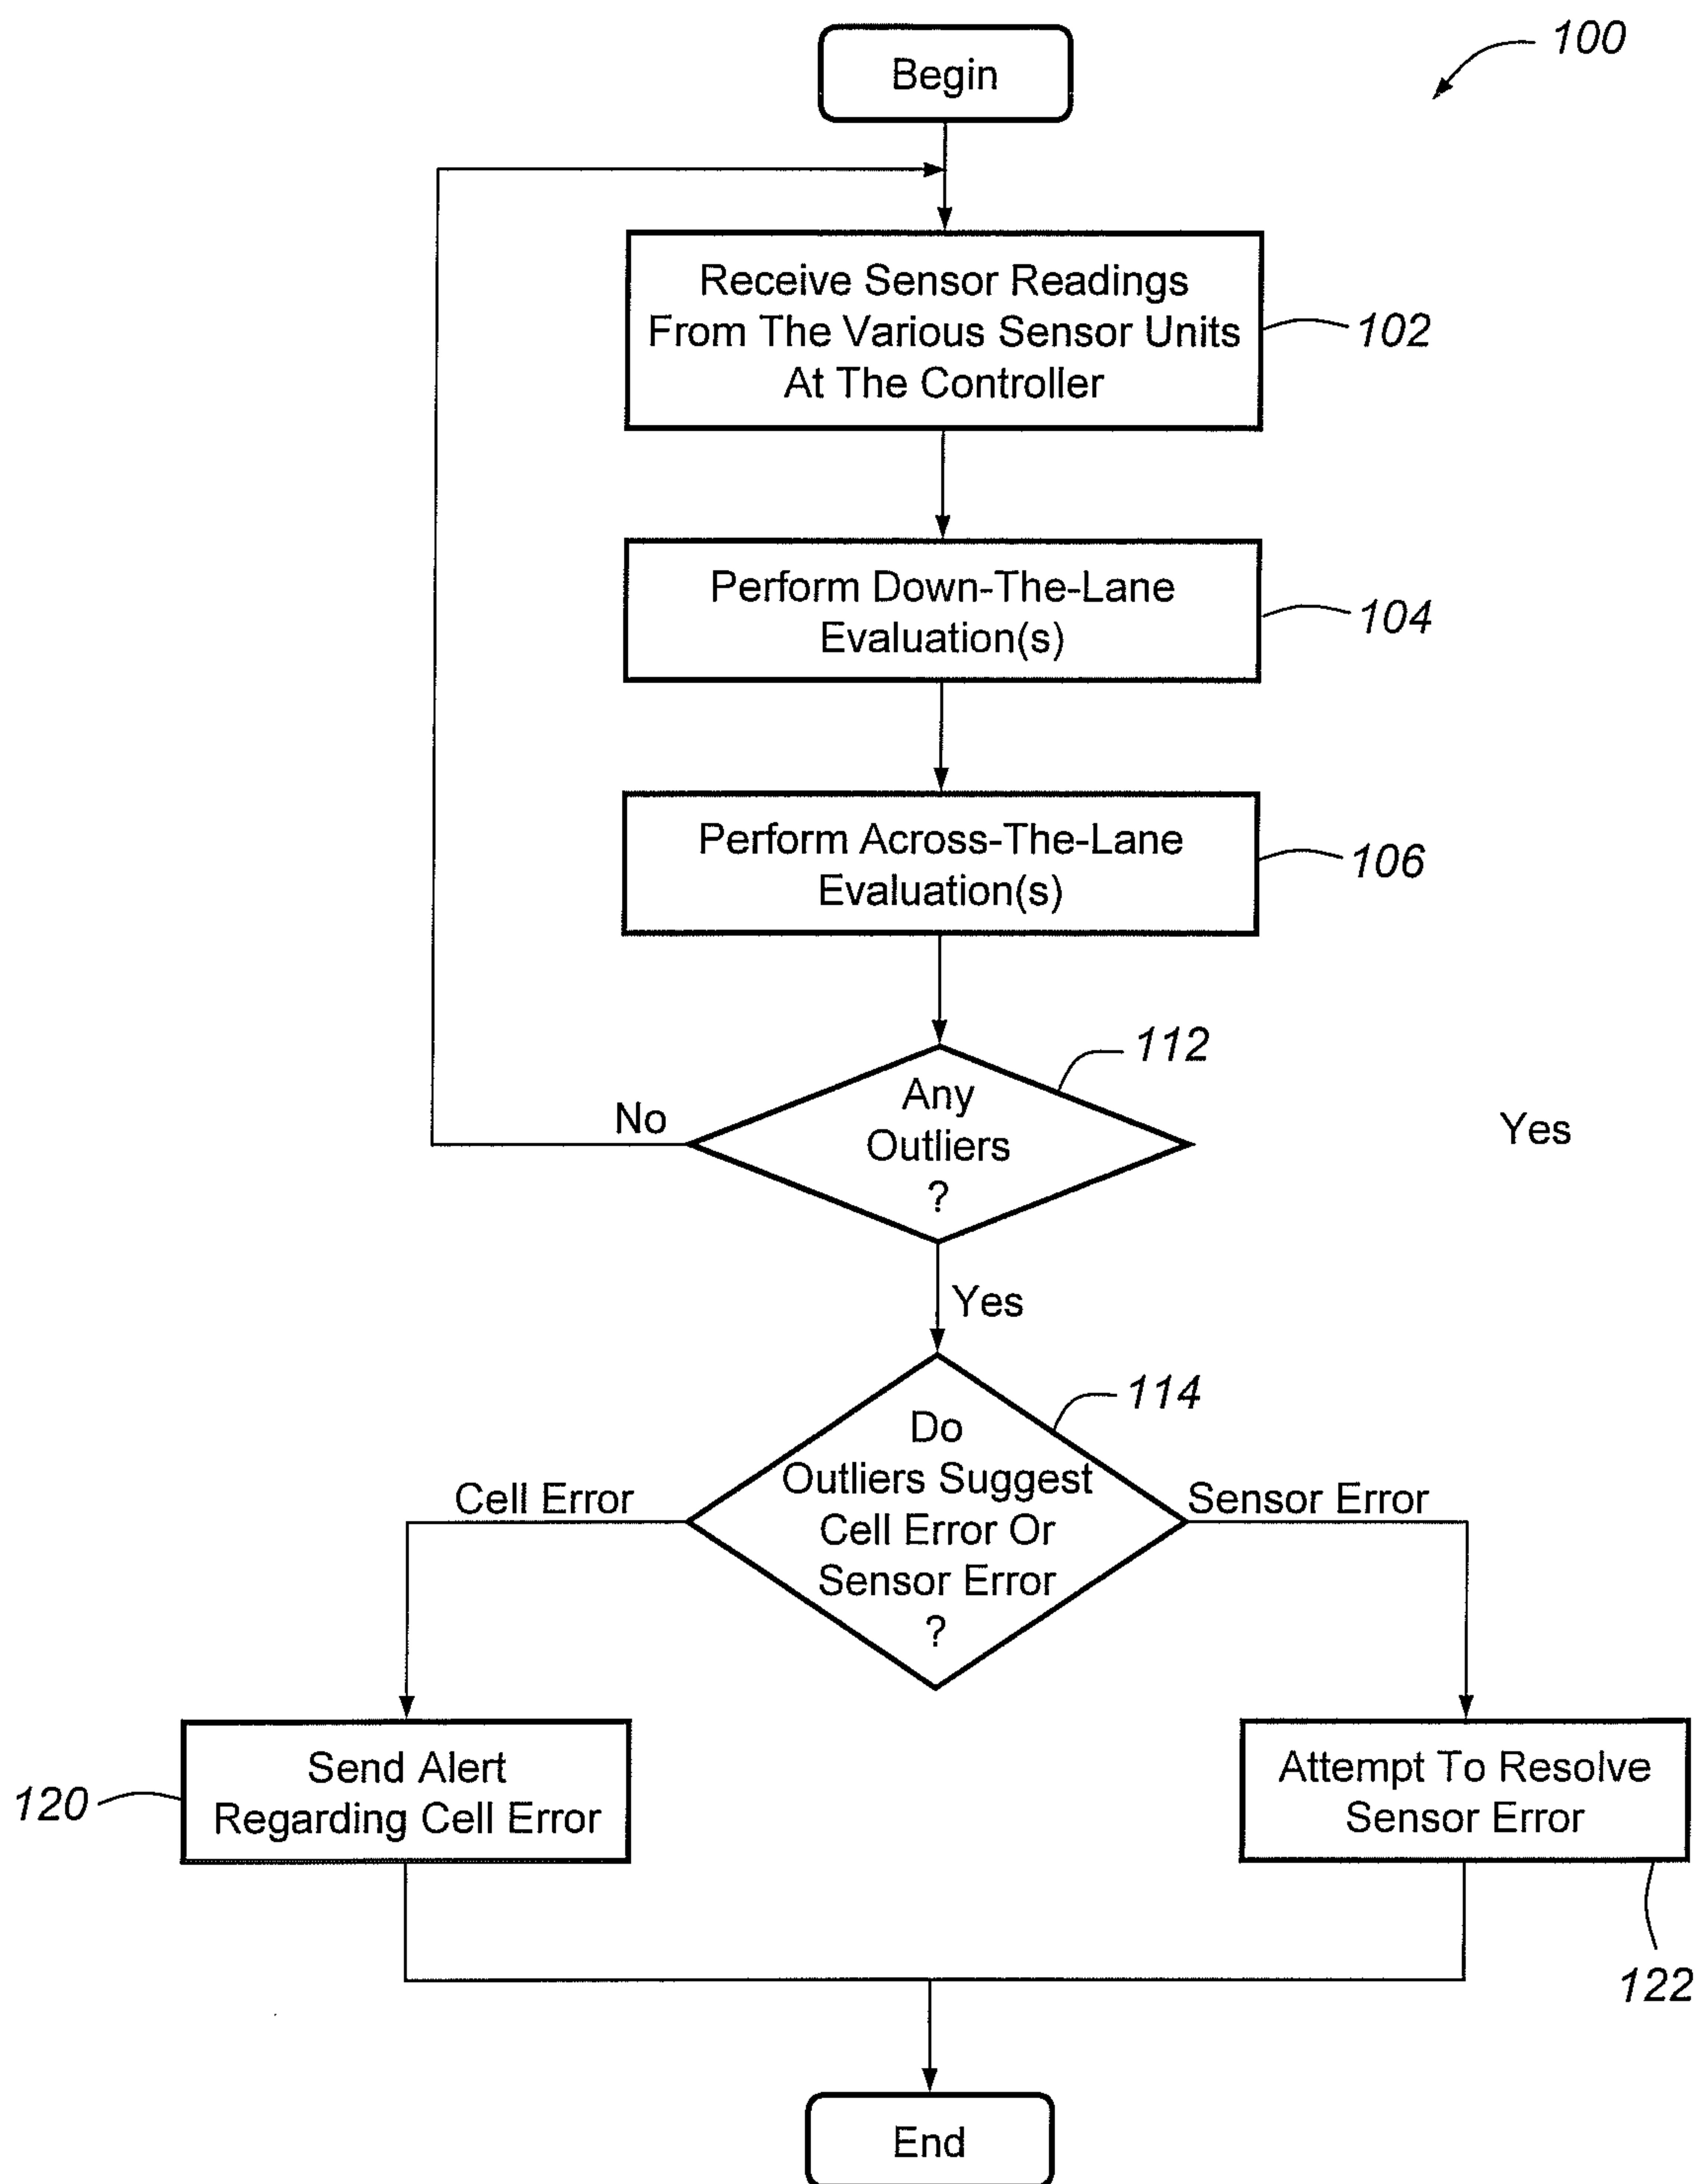 100
Begin
Receive Sensor Readings
From The Various Sensor Units
At The Controller
102
Perform Down-The-Lane
Evaluation(s)
104
Perform Across-The-Lane
Evaluation(s)
106
112
Any
Outliers
?
No
Yes
Yes
114
Do
Outliers Suggest
Cell Error Or
Sensor Error
?
Cell Error
Sensor Error
Send Alert
Regarding Cell Error
120
Attempt To Resolve
Sensor Error
122
End